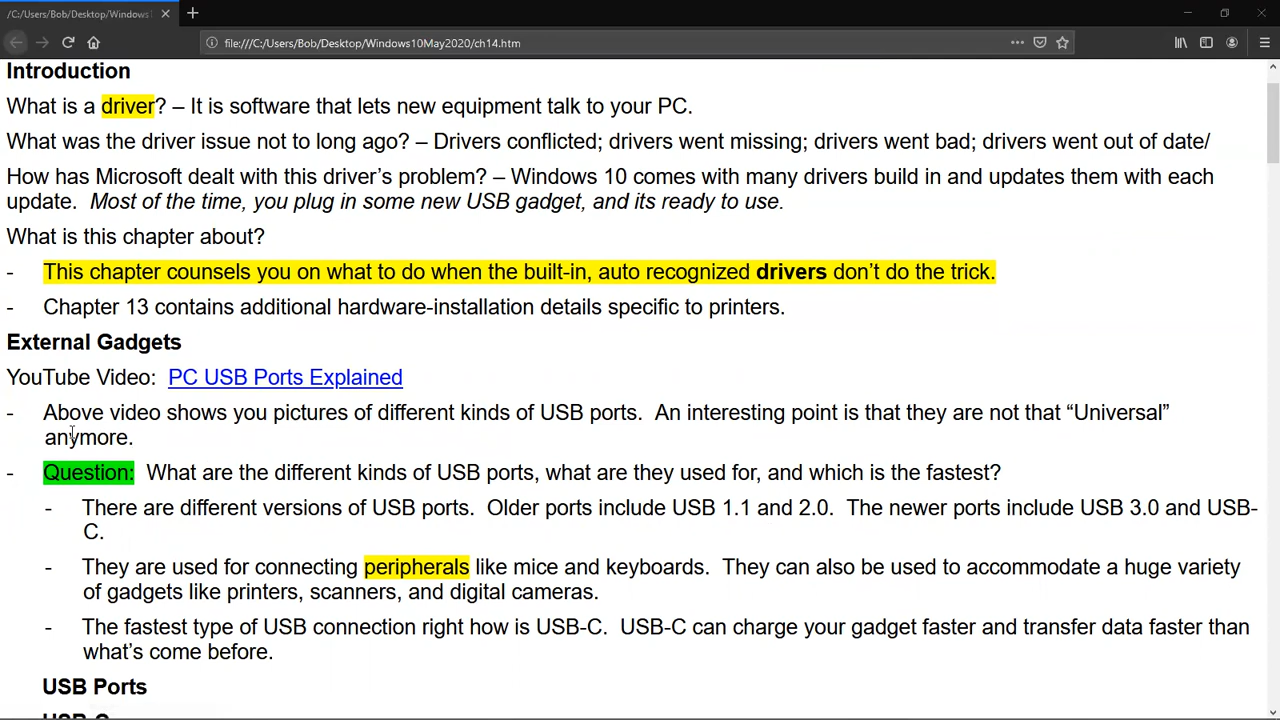 /C:/Users/Bob/Desktop/Windows1
file:///C:/Users/Bob/Desktop/Windows10May2020/ch14.htm
Introduction
What is a driver? – It is software that lets new equipment talk to your PC.
What was the driver issue not to long ago? – Drivers conflicted; drivers went missing; drivers went bad; drivers went out of date/
How has Microsoft dealt with this driver's problem? – Windows 10 comes with many drivers build in and updates them with each
update. Most of the time, you plug in some new USB gadget, and its ready to use.
What is this chapter about?
- This chapter counsels you on what to do when the built-in, auto recognized drivers don't do the trick.
- Chapter 13 contains additional hardware-installation details specific to printers.
External Gadgets
YouTube Video: PC USB Ports Explained
- Above video shows you pictures of different kinds of USB ports. An interesting point is that they are not that “Universal”
anymore.
- Question: What are the different kinds of USB ports, what are they used for, and which is the fastest?
- There are different versions of USB ports. Older ports include USB 1.1 and 2.0. The newer ports include USB 3.0 and USB-
C.
- They are used for connecting peripherals like mice and keyboards. They can also be used to accommodate a huge variety
of gadgets like printers, scanners, and digital cameras.
- The fastest type of USB connection right how is USB-C. USB-C can charge your gadget faster and transfer data faster than
what's come before.
USB Ports
USB-C